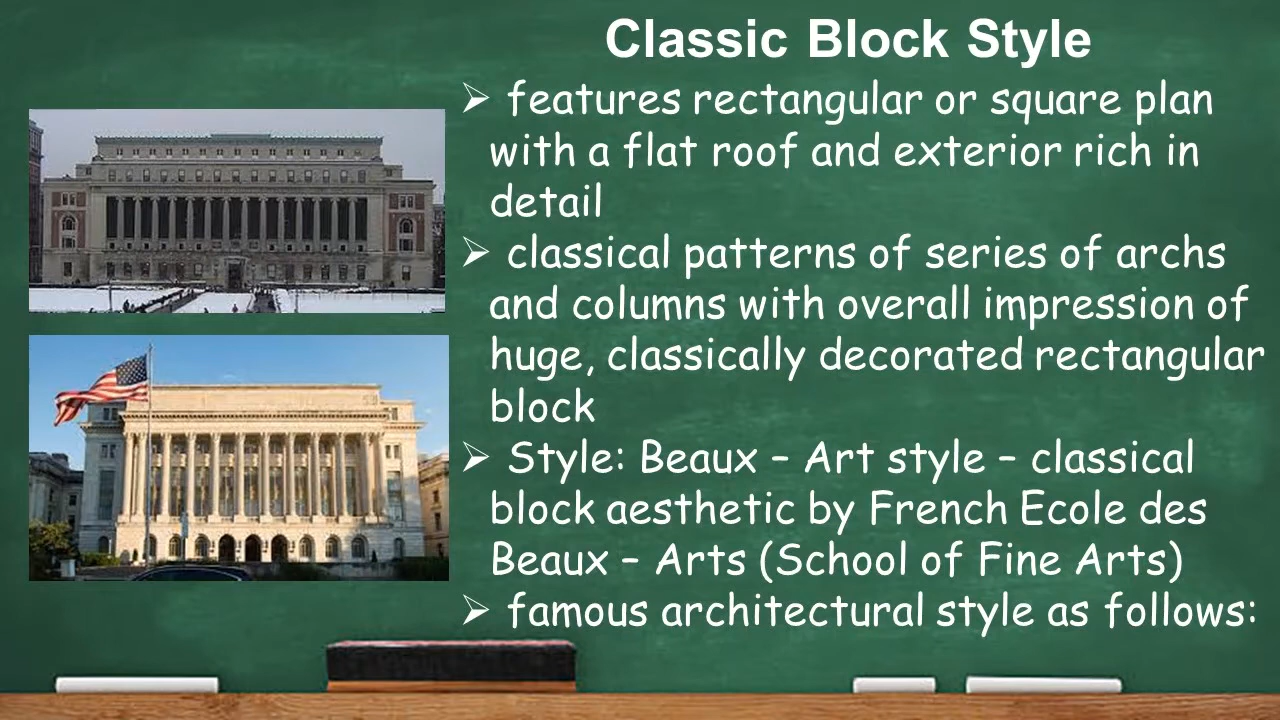 Classic Block Style
➢ features rectangular or square plan
with a flat roof and exterior rich in
detail
➢ classical patterns of series of archs
and columns with overall impression of
huge, classically decorated rectangular
block
➢ Style: Beaux – Art style – classical
block aesthetic by French Ecole des
Beaux – Arts (School of Fine Arts)
➢ famous architectural style as follows: